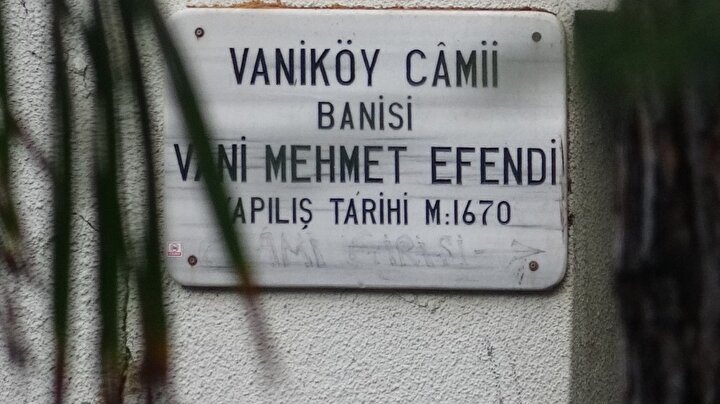 VANİKÖY CÂMİİ
BANİSİ
VANİ MEHMET EFENDİ
YAPILIŞ TARİHİ M:1670